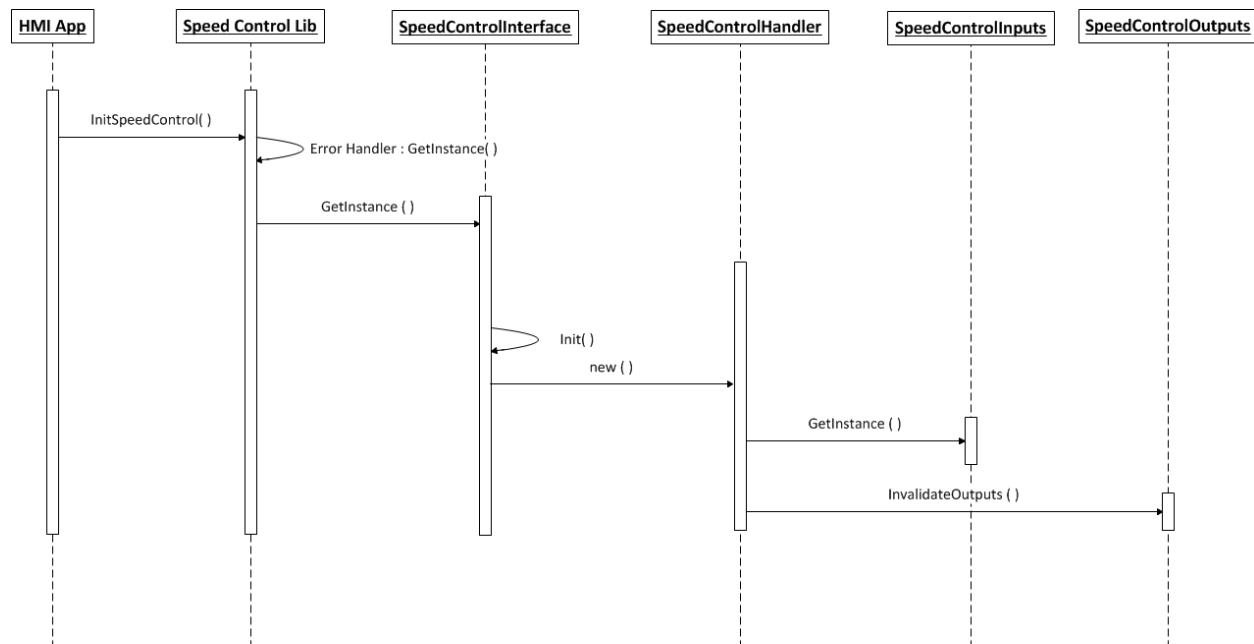 HMI App
Speed Control Lib
SpeedControlInterface
SpeedControlHandler
SpeedControlInputs
SpeedControlOutputs
InitSpeedControl( )
Error Handler : GetInstance( )
GetInstance ( )
Init( )
new ( )
GetInstance ( )
InvalidateOutputs ( )